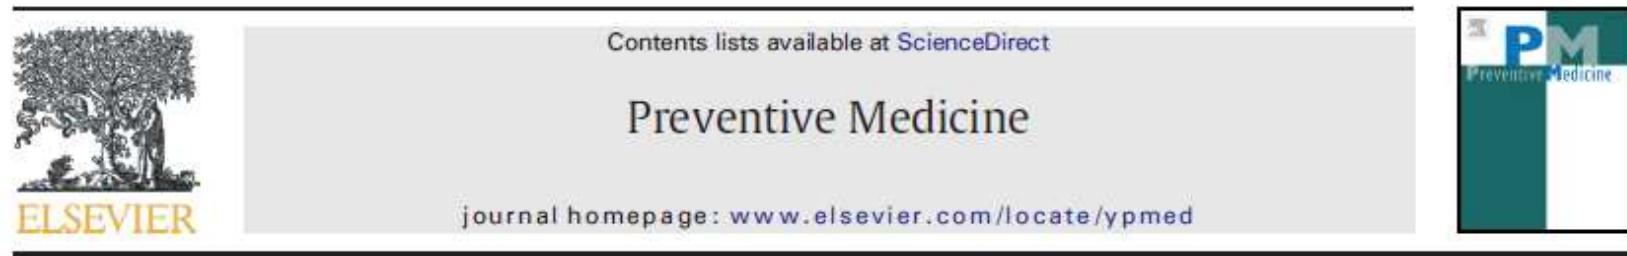 ELSEVIER
Contents lists available at ScienceDirect
Preventive Medicine
journal homepage: www.elsevier.com/locate/ypmed
PM
Preventive Medicine